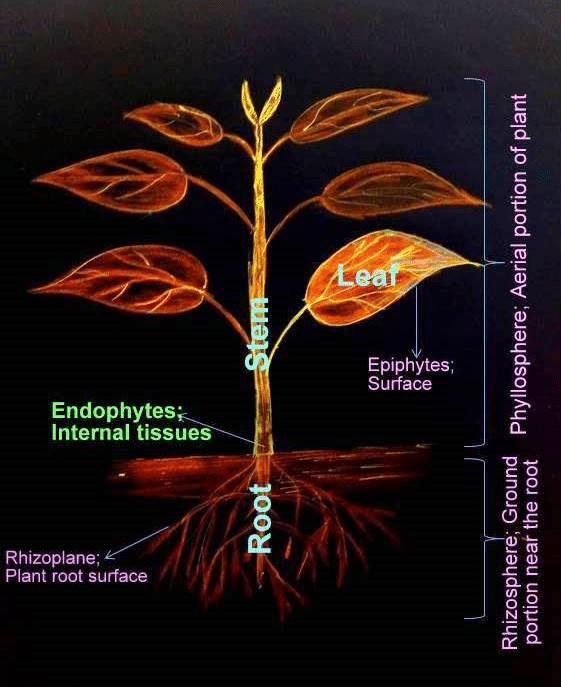 Leaf
Stem
Epiphytes;
Surface
Endophytes;
Internal tissues
Root
Rhizoplane;
Plant root surface
Phyllosphere; Aerial portion of plant
Rhizosphere; Ground
portion near the root